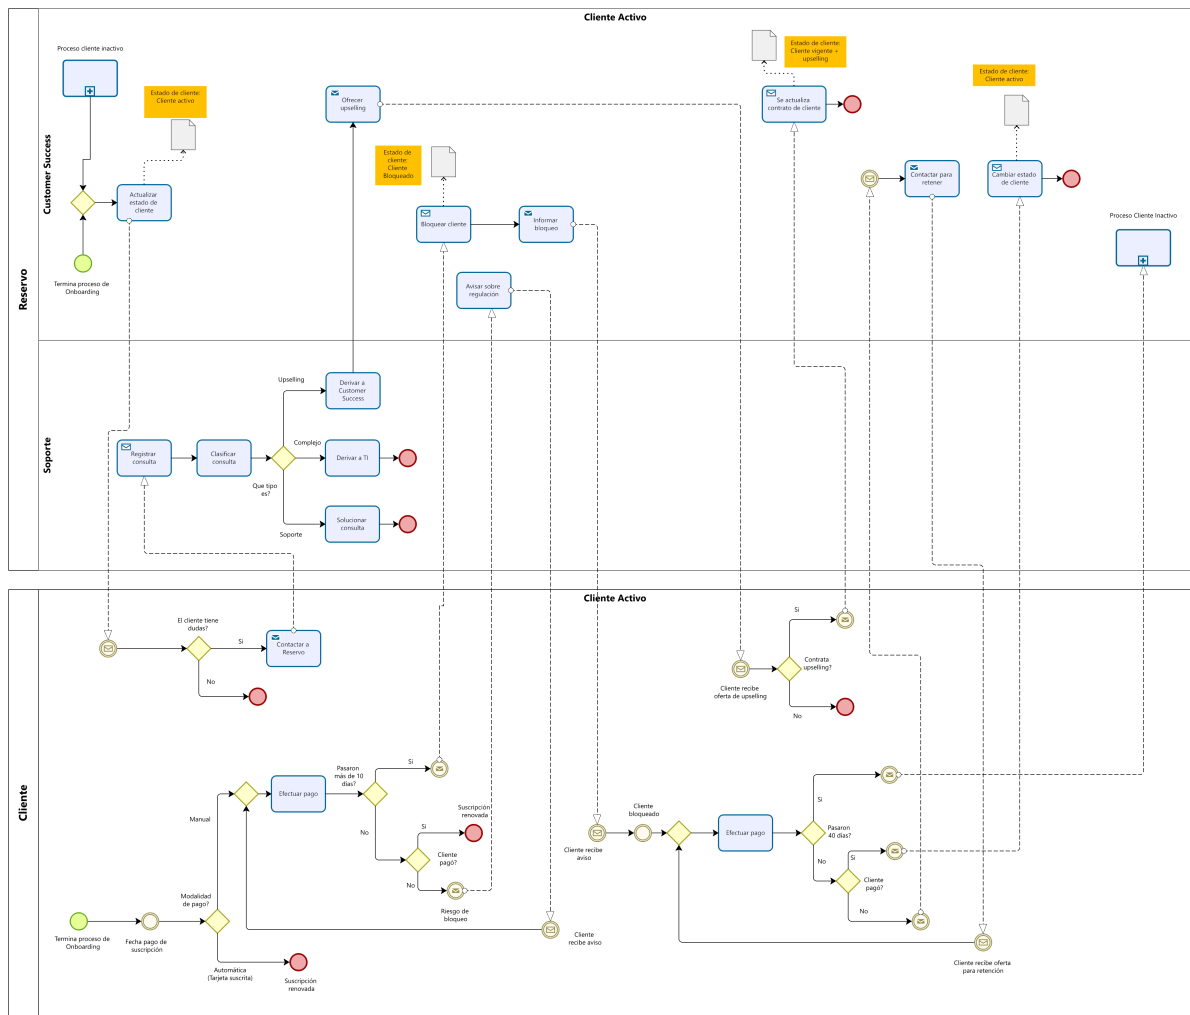 Cliente Activo
Reservo
Customer Success
Proceso cliente inactivo
Estado de cliente:
Cliente activo
Actualizar
estado de
cliente
Termina proceso de
Onboarding
Ofrecer
upselling
Estado de
cliente:
Cliente
Bloqueado
Bloquear cliente
Informar
bloqueo
Avisar sobre
regulación
Estado de cliente:
Cliente vigente +
upselling
Se actualiza
contrato de cliente
Estado de cliente:
Cliente activo
Contactar para
retener
Cambiar estado
de cliente
Proceso Cliente Inactivo
Soporte
Registrar
consulta
Clasificar
consulta
Que tipo
es?
Upselling
Complejo
Soporte
Derivar a
Customer
Success
Derivar a TI
Solucionar
consulta
Cliente Activo
Cliente
El cliente tiene
dudas?
Si
No
Contactar a
Reservo
Cliente recibe
oferta de upselling
Contrata
upselling?
Si
No
Termina proceso de
Onboarding
Fecha pago de
suscripción
Modalidad
de pago?
Manual
Automática
(Tarjeta suscrita)
Suscripción
renovada
Efectuar pago
Pasaron
más de 10
días?
Si
No
Cliente
pagó?
Si
No
Suscripción
renovada
Riesgo de
bloqueo
Cliente
recibe aviso
Cliente recibe
aviso
Cliente
bloqueado
Efectuar pago
Pasaron
40 días?
Si
No
Cliente
pagó?
Si
No
Cliente recibe oferta
para retención